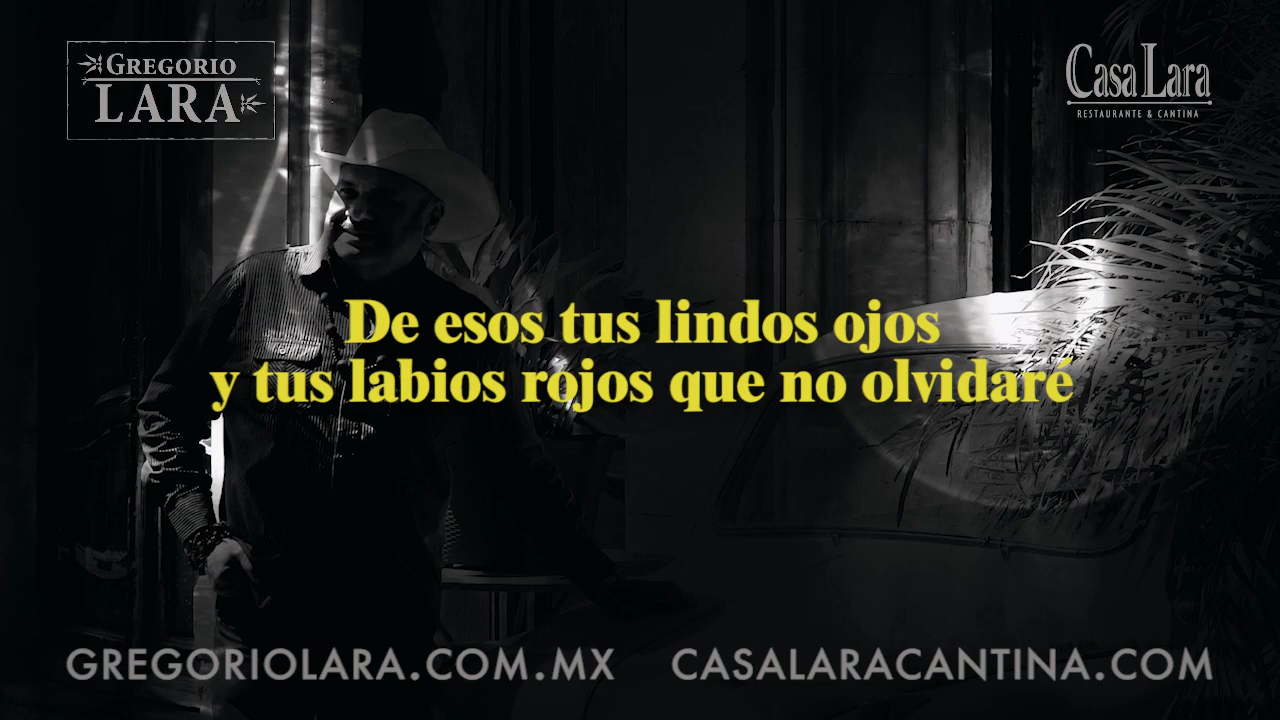 GREGORIO
LARA
Casa Lara
RESTAURANTE & CANTINA
De esos tus lindos ojos
y tus labios rojos que no olvidaré
GREGORIOLARA.COM.MX CASALARACANTINA.COM